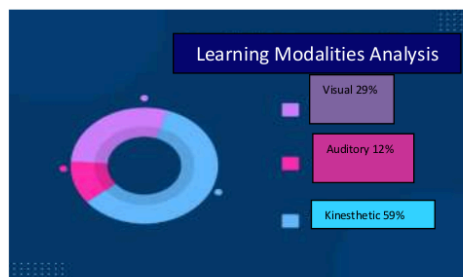 Learning Modalities Analysis
Visual 29%
Auditory 12%
Kinesthetic 59%